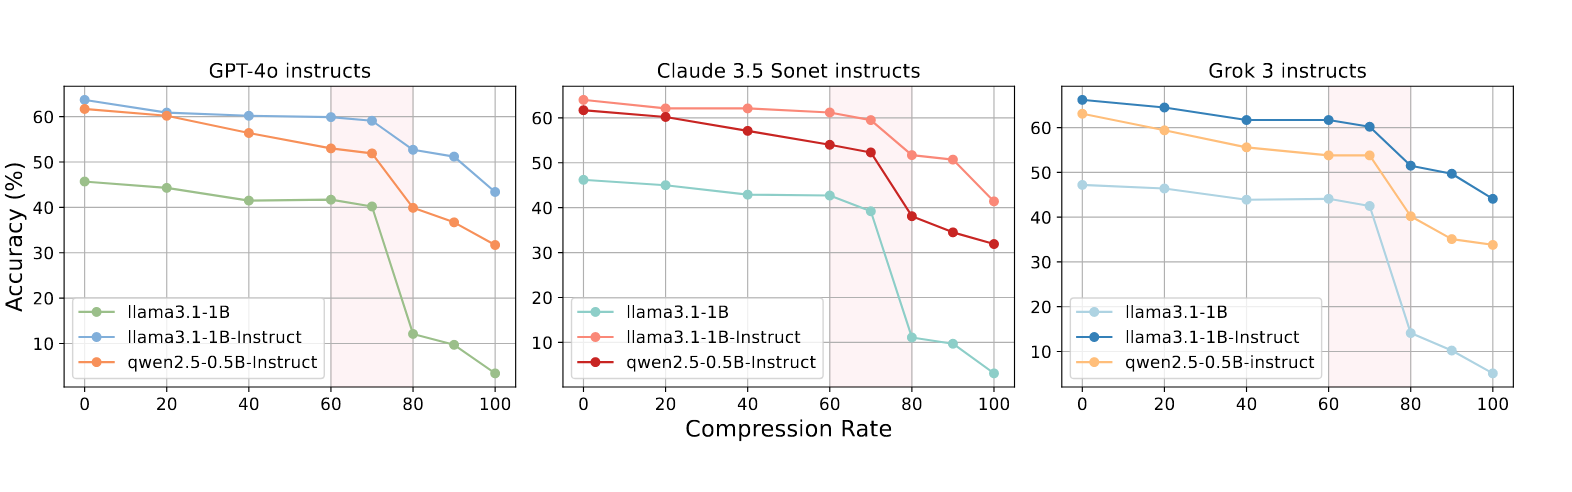 GPT-4o instructs
Accuracy (%)
60
50
40
30
20
10
0 20 40 60 80 100
llama3.1-1B
llama3.1-1B-Instruct
qwen2.5-0.5B-Instruct
Claude 3.5 Sonet instructs
60
50
40
30
20
10
0 20 40 60 80 100
llama3.1-1B
llama3.1-1B-Instruct
qwen2.5-0.5B-Instruct
Compression Rate
Grok 3 instructs
60
50
40
30
20
10
0 20 40 60 80 100
llama3.1-1B
llama3.1-1B-Instruct
qwen2.5-0.5B-instruct